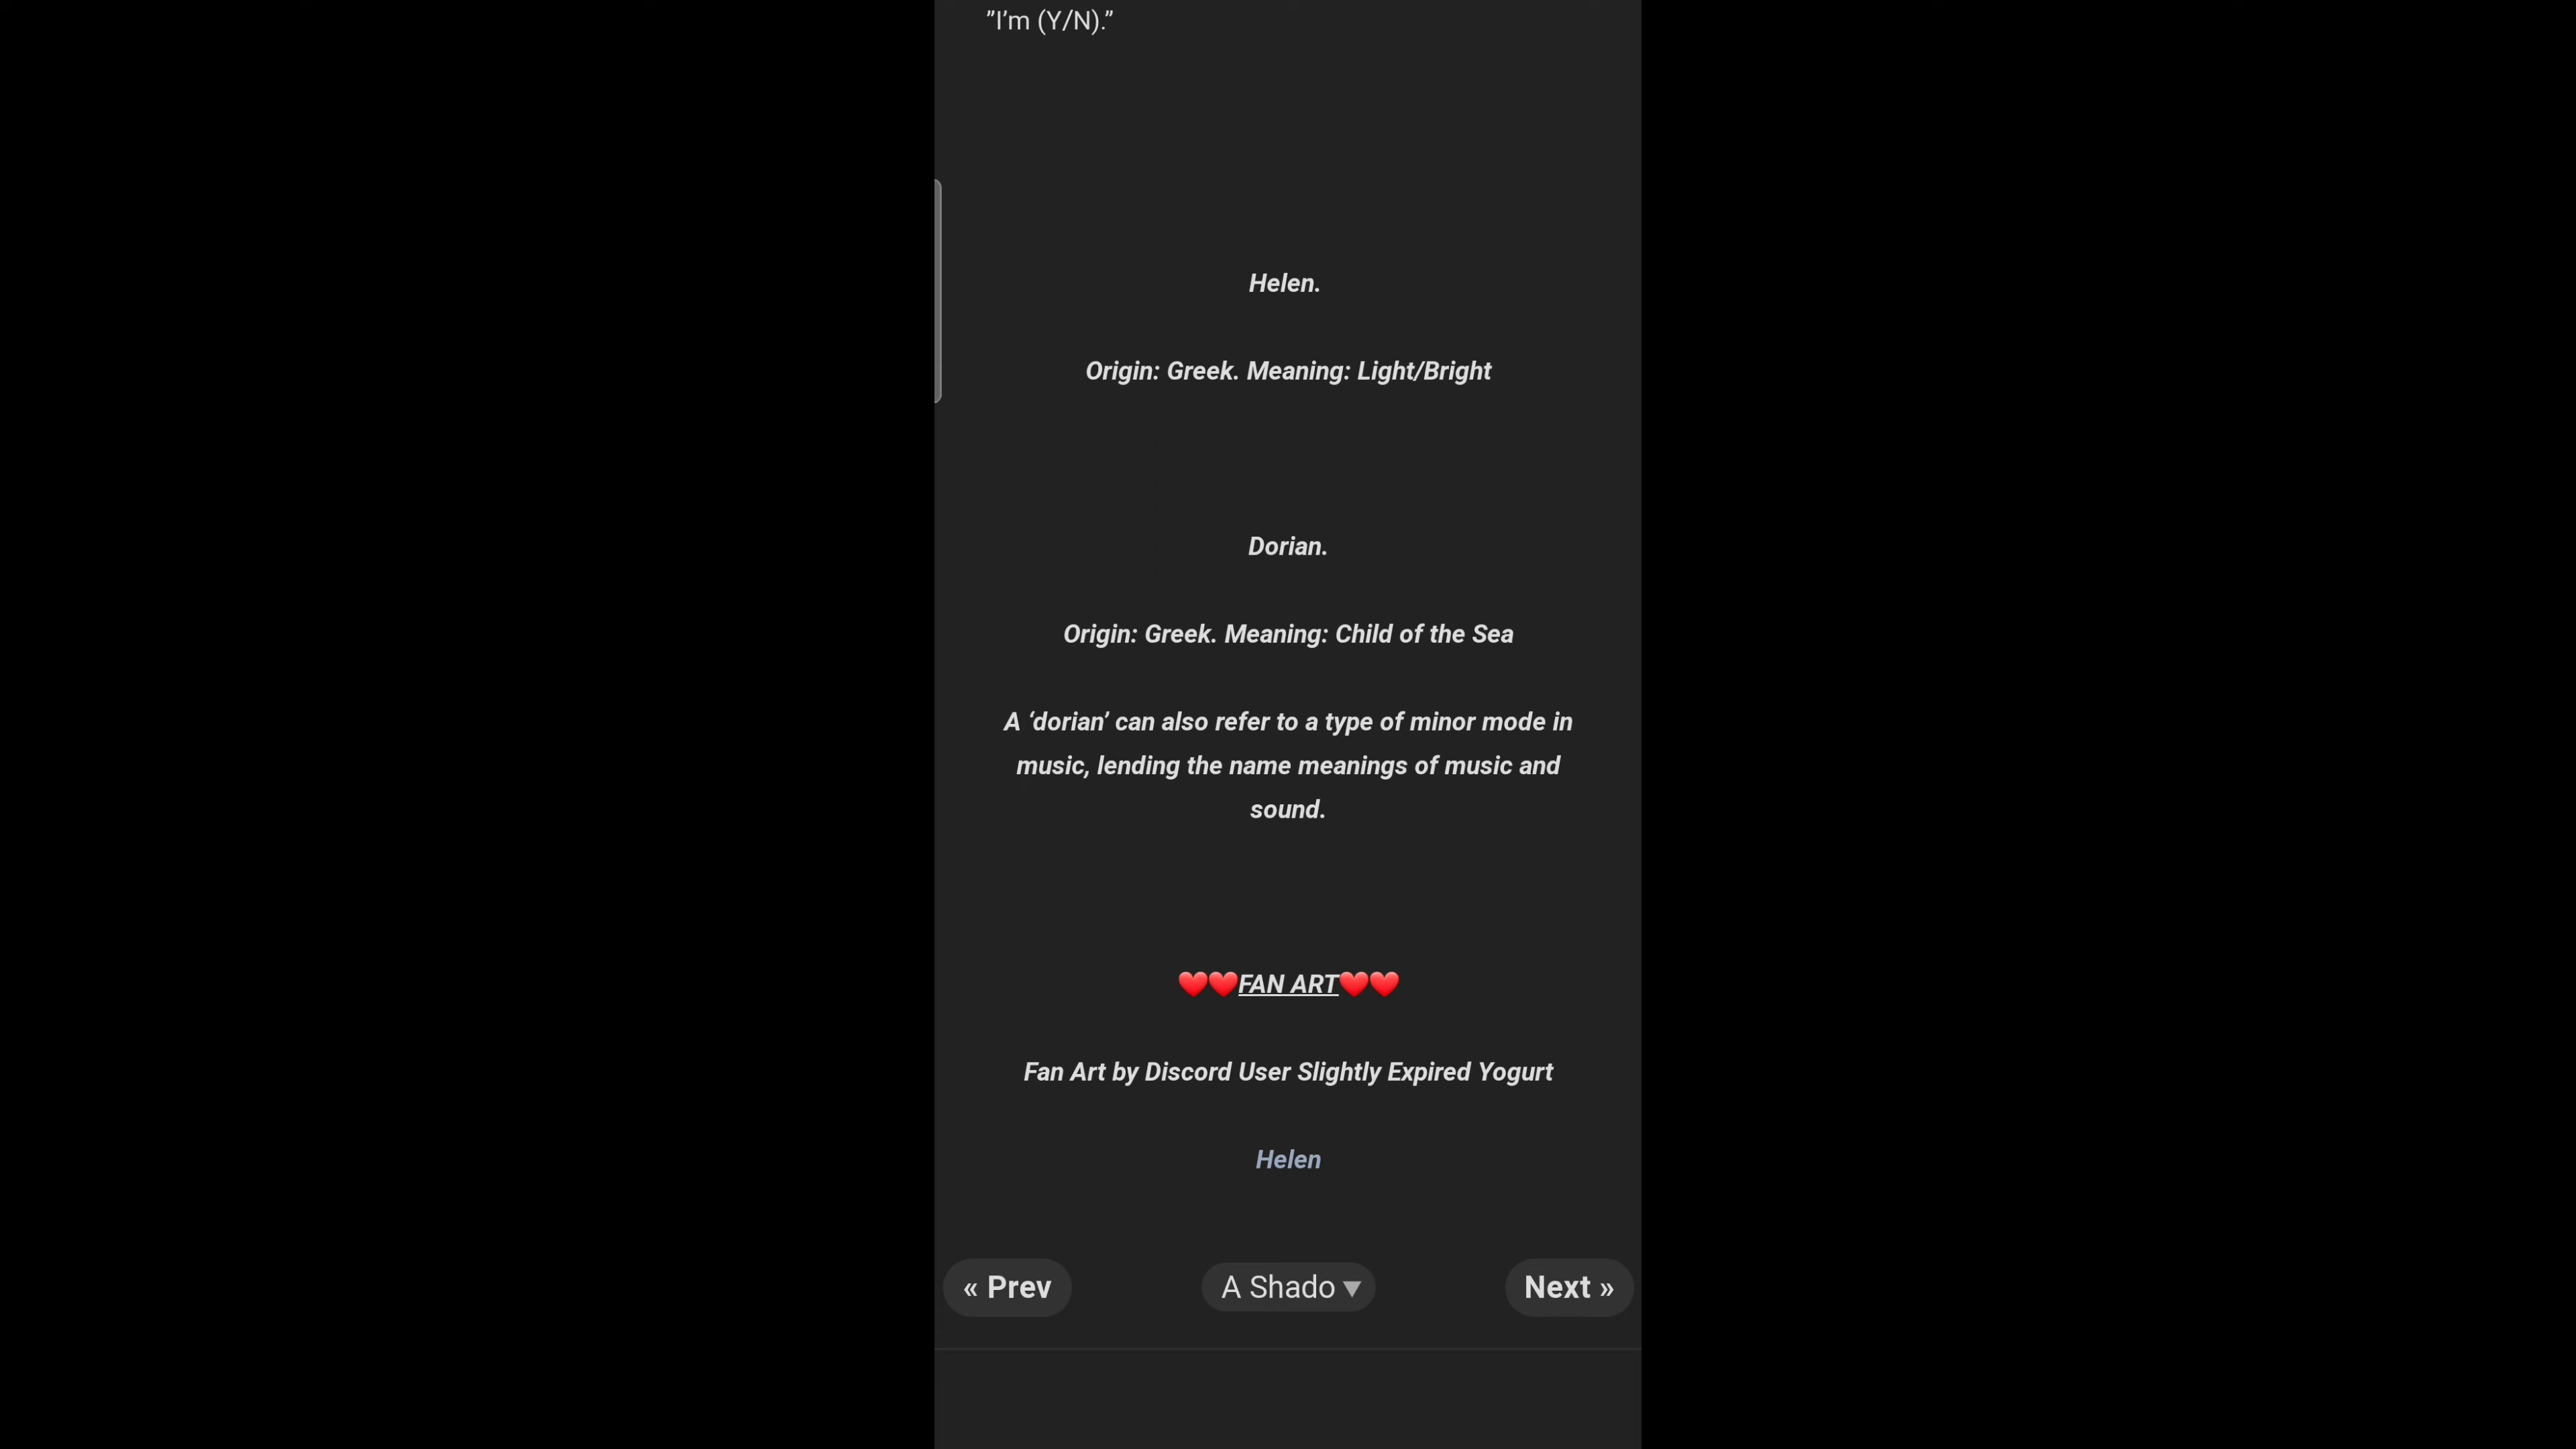 ”I’m (Y/N).”
Helen.
Origin: Greek. Meaning: Light/Bright
Dorian.
Origin: Greek. Meaning: Child of the Sea
A ‘dorian’ can also refer to a type of minor mode in
music, lending the name meanings of music and
sound.
❤️❤️FAN ART❤️❤️
Fan Art by Discord User Slightly Expired Yogurt
Helen
« Prev
A Shado ▼
Next »